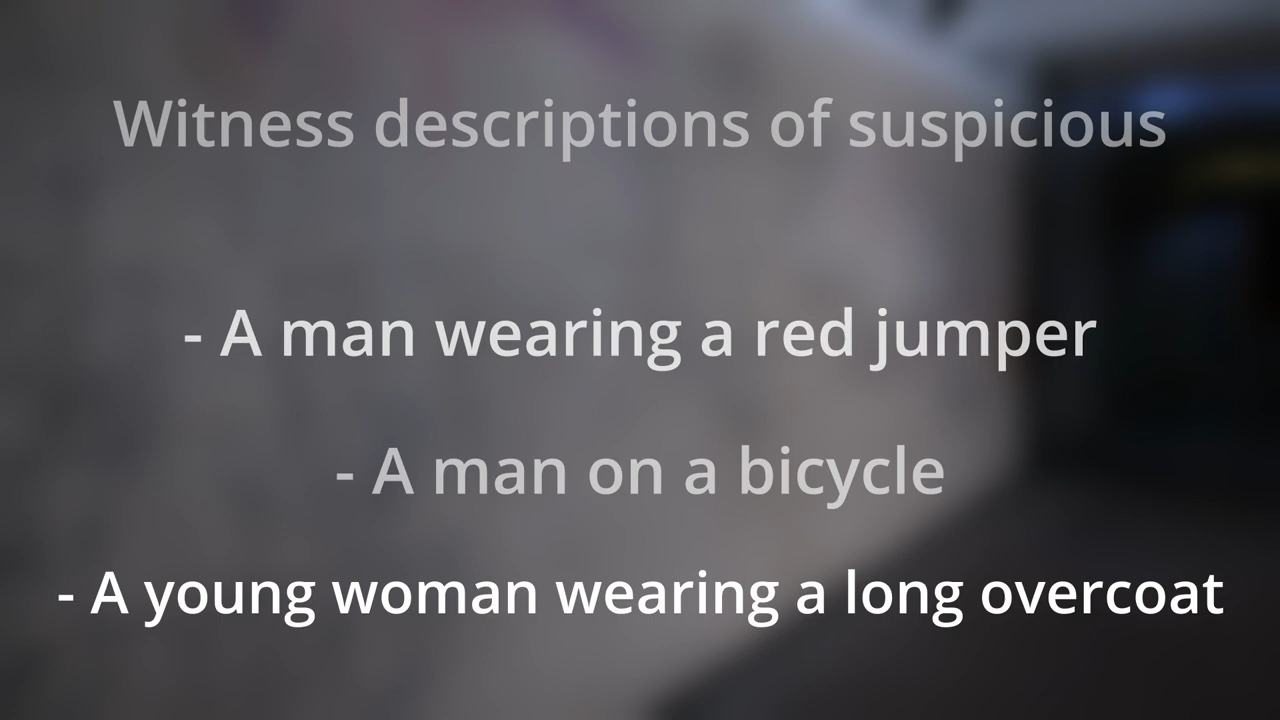 Witness descriptions of suspicious
- A man wearing a red jumper
- A man on a bicycle
- A young woman wearing a long overcoat